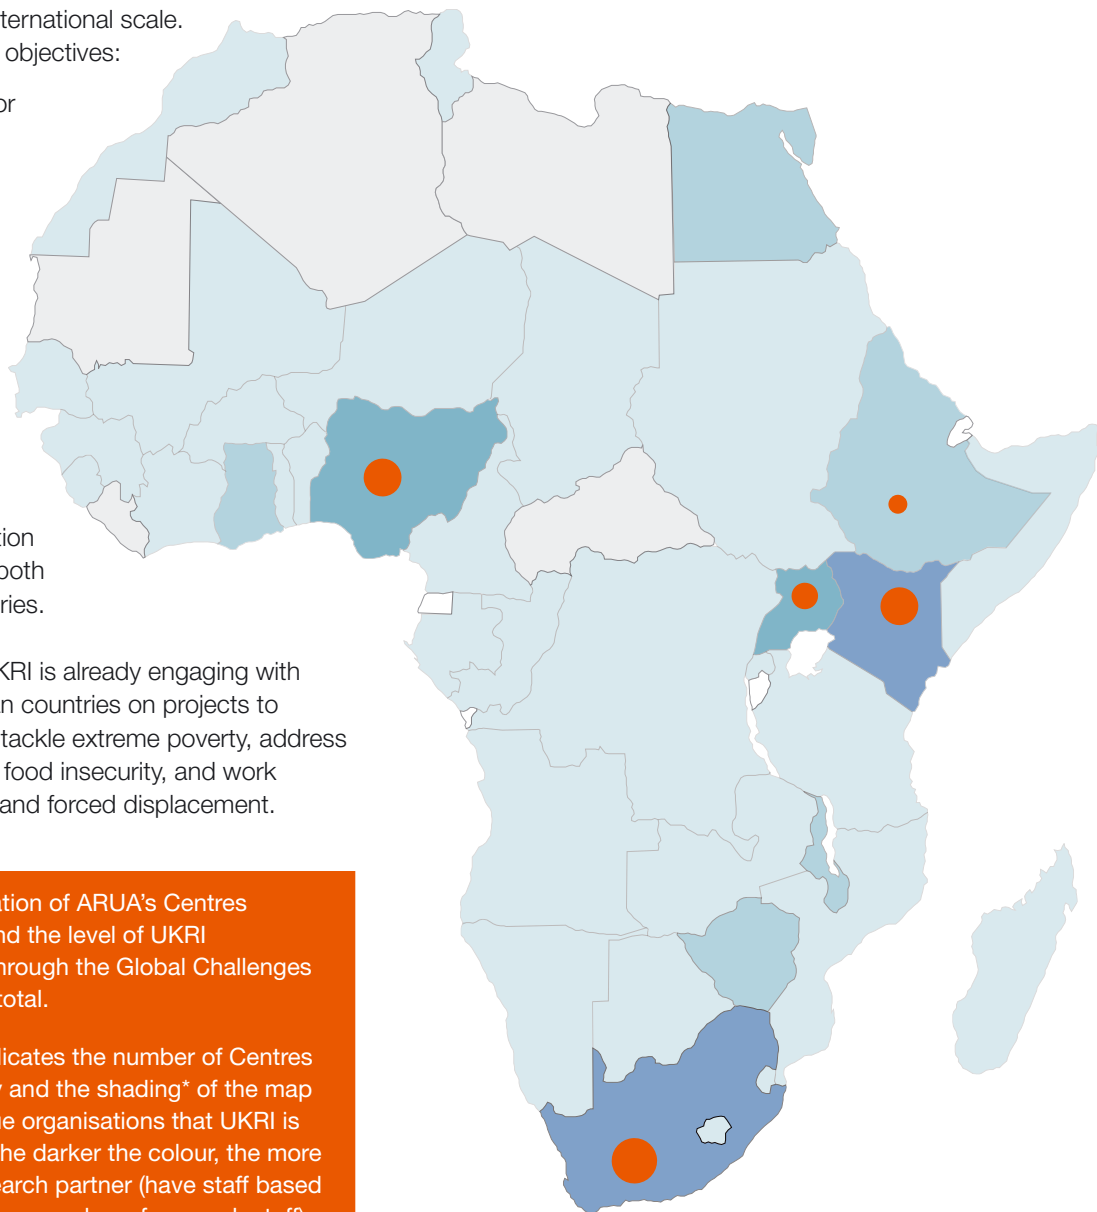 ternational scale.
objectives:
or
tion
both
ries.
KRI is already engaging with
an countries on projects to
tackle extreme poverty, address
food insecurity, and work
and forced displacement.
ation of ARUA's Centres
nd the level of UKRI
hrough the Global Challenges
total.
dicates the number of Centres
y and the shading* of the map
ue organisations that UKRI is
he darker the colour, the more
earch partner (have staff based